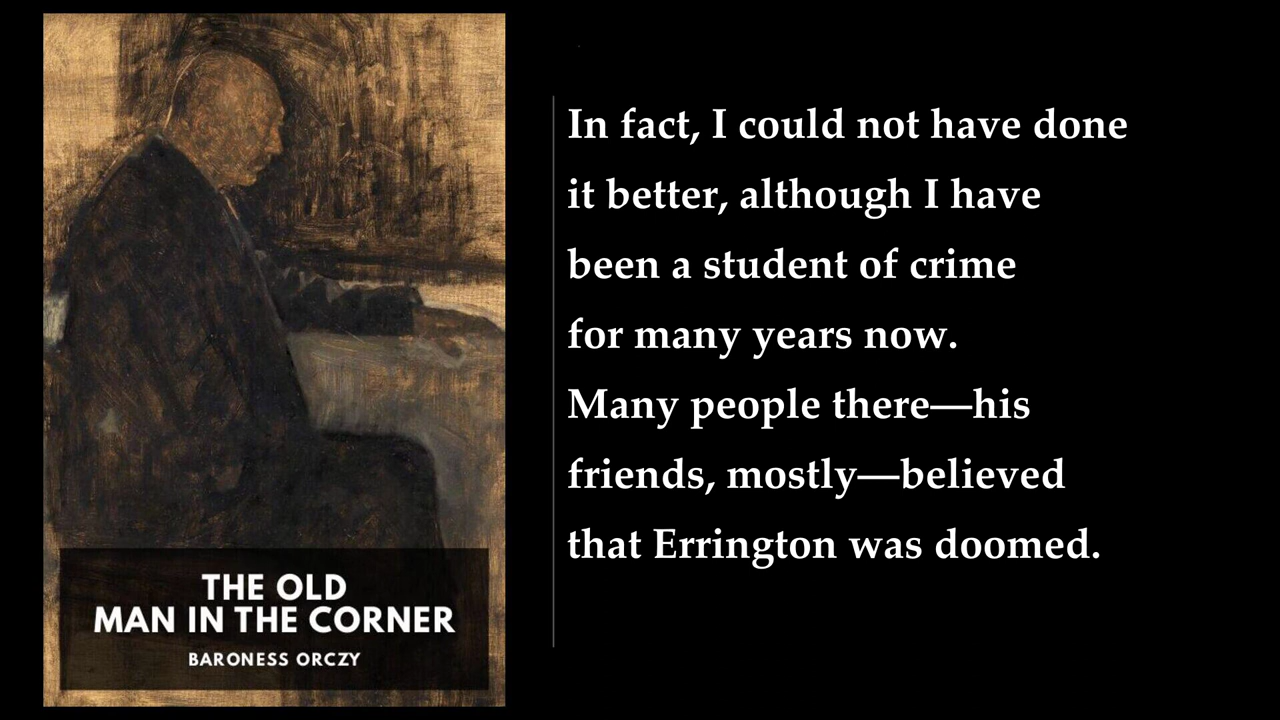 THE OLD
MAN IN THE CORNER
BARONESS ORCZY
In fact, I could not have done
it better, although I have
been a student of crime
for many years now.
Many people there—his
friends, mostly—believed
that Errington was doomed.